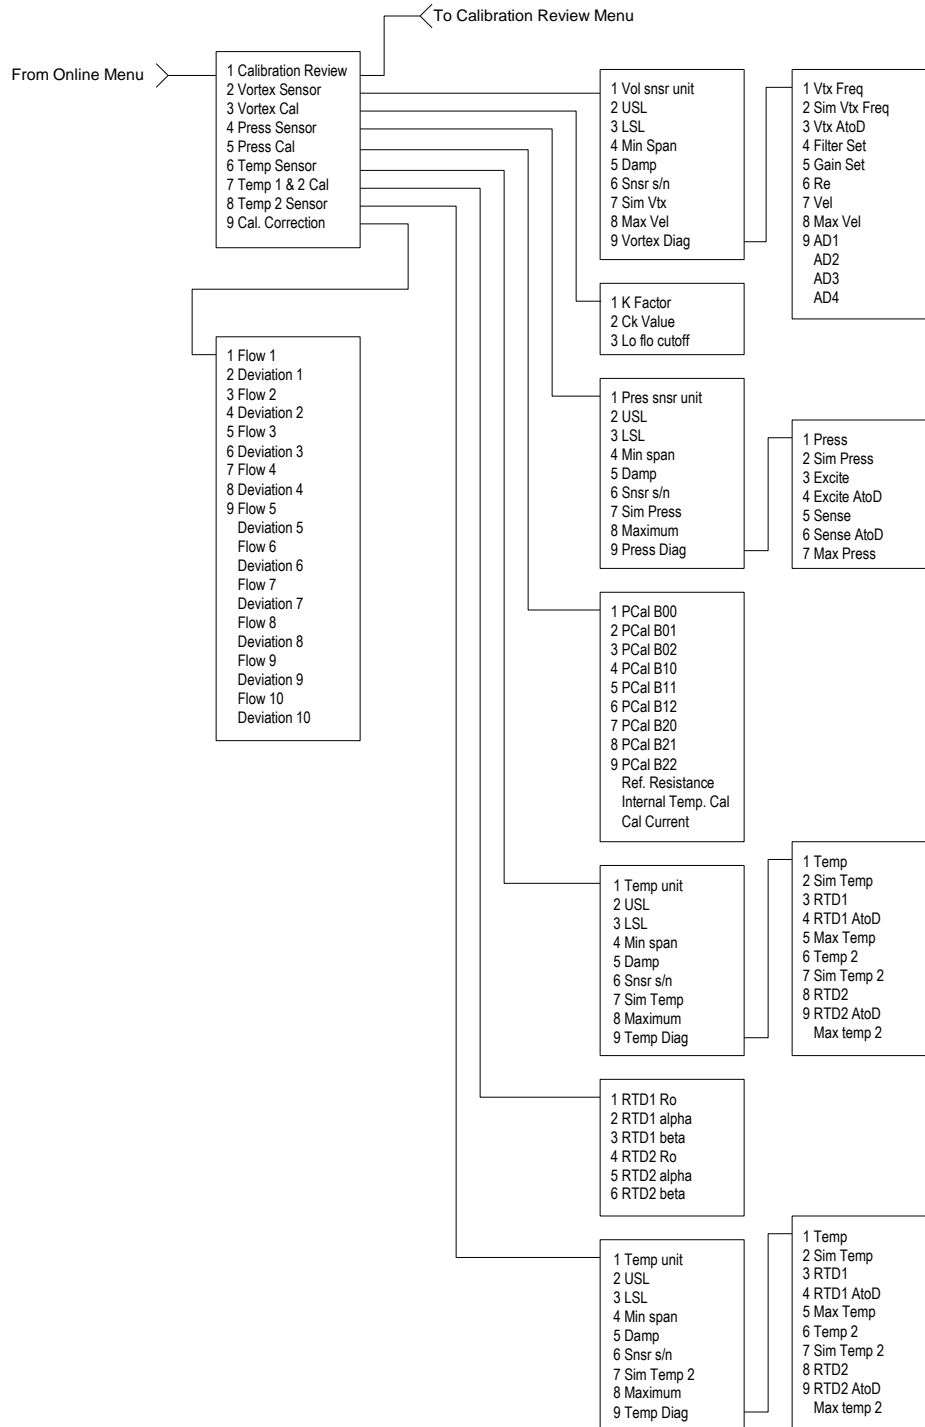 To Calibration Review Menu
From Online Menu
1 Calibration Review
2 Vortex Sensor
3 Vortex Cal
4 Press Sensor
5 Press Cal
6 Temp Sensor
7 Temp 1 & 2 Cal
8 Temp 2 Sensor
9 Cal. Correction
1 Flow 1
2 Deviation 1
3 Flow 2
4 Deviation 2
5 Flow 3
6 Deviation 3
7 Flow 4
8 Deviation 4
9 Flow 5
Deviation 5
Flow 6
Deviation 6
Flow 7
Deviation 7
Flow 8
Deviation 8
Flow 9
Deviation 9
Flow 10
Deviation 10
1 Vol snsr unit
2 USL
3 LSL
4 Min Span
5 Damp
6 Snsr s/n
7 Sim Vtx
8 Max Vel
9 Vortex Diag
1 Vtx Freq
2 Sim Vtx Freq
3 Vtx AtoD
4 Filter Set
5 Gain Set
6 Re
7 Vel
8 Max Vel
9 AD1
AD2
AD3
AD4
1 K Factor
2 Ck Value
3 Lo flo cutoff
1 Pres snsr unit
2 USL
3 LSL
4 Min span
5 Damp
6 Snsr s/n
7 Sim Press
8 Maximum
9 Press Diag
1 Press
2 Sim Press
3 Excite
4 Excite AtoD
5 Sense
6 Sense AtoD
7 Max Press
1 PCal B00
2 PCal B01
3 PCal B02
4 PCal B10
5 PCal B11
6 PCal B12
7 PCal B20
8 PCal B21
9 PCal B22
Ref. Resistance
Internal Temp. Cal
Cal Current
1 Temp unit
2 USL
3 LSL
4 Min span
5 Damp
6 Snsr s/n
7 Sim Temp
8 Maximum
9 Temp Diag
1 Temp
2 Sim Temp
3 RTD1
4 RTD1 AtoD
5 Max Temp
6 Temp 2
7 Sim Temp 2
8 RTD2
9 RTD2 AtoD
Max temp 2
1 RTD1 Ro
2 RTD1 alpha
3 RTD1 beta
4 RTD2 Ro
5 RTD2 alpha
6 RTD2 beta
1 Temp unit
2 USL
3 LSL
4 Min span
5 Damp
6 Snsr s/n
7 Sim Temp 2
8 Maximum
9 Temp Diag
1 Temp
2 Sim Temp
3 RTD1
4 RTD1 AtoD
5 Max Temp
6 Temp 2
7 Sim Temp 2
8 RTD2
9 RTD2 AtoD
Max temp 2